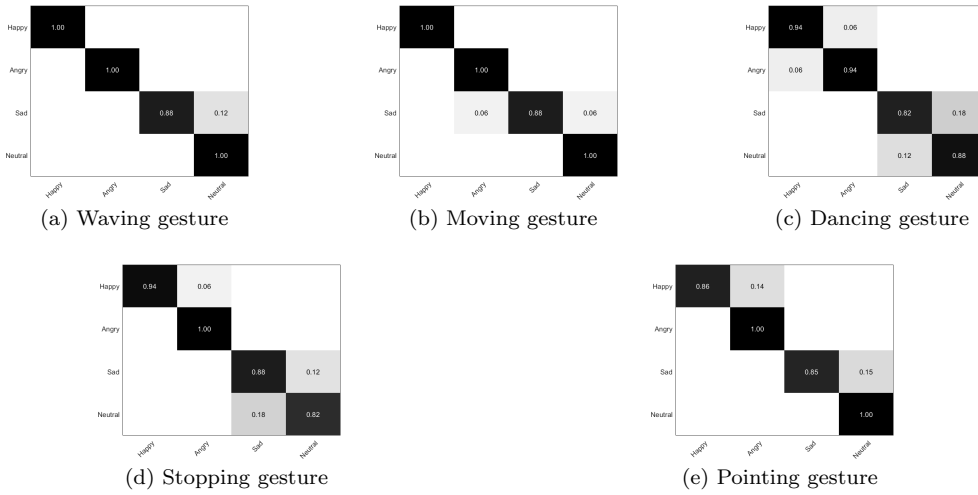 Happy 1.00
Angry 1.00
Sad 0.88 0.12
Neutral 1.00
Happy Angry Sad Neutral
(a) Waving gesture
Happy 1.00
Angry 1.00
Sad 0.06 0.88 0.06
Neutral 1.00
Happy Angry Sad Neutral
(b) Moving gesture
Happy 0.94 0.06
Angry 0.06 0.94
Sad 0.82 0.18
Neutral 0.12 0.88
Happy Angry Sad Neutral
(c) Dancing gesture
Happy 0.94 0.06
Angry 1.00
Sad 0.88 0.12
Neutral 0.18 0.82
Happy Angry Sad Neutral
(d) Stopping gesture
Happy 0.86 0.14
Angry 1.00
Sad 0.85 0.15
Neutral 1.00
Happy Angry Sad Neutral
(e) Pointing gesture